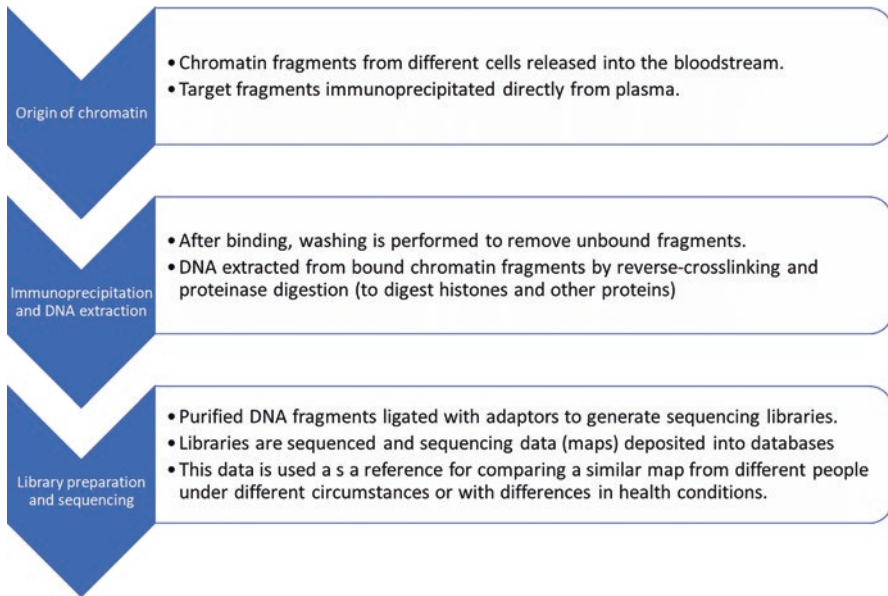 Origin of chromatin
• Chromatin fragments from different cells released into the bloodstream.
• Target fragments immunoprecipitated directly from plasma.
Immunoprecipitation
and DNA extraction
• After binding, washing is performed to remove unbound fragments.
• DNA extracted from bound chromatin fragments by reverse-crosslinking and
proteinase digestion (to digest histones and other proteins)
Library preparation
and sequencing
• Purified DNA fragments ligated with adaptors to generate sequencing libraries.
• Libraries are sequenced and sequencing data (maps) deposited into databases
• This data is used a s a reference for comparing a similar map from different people
under different circumstances or with differences in health conditions.